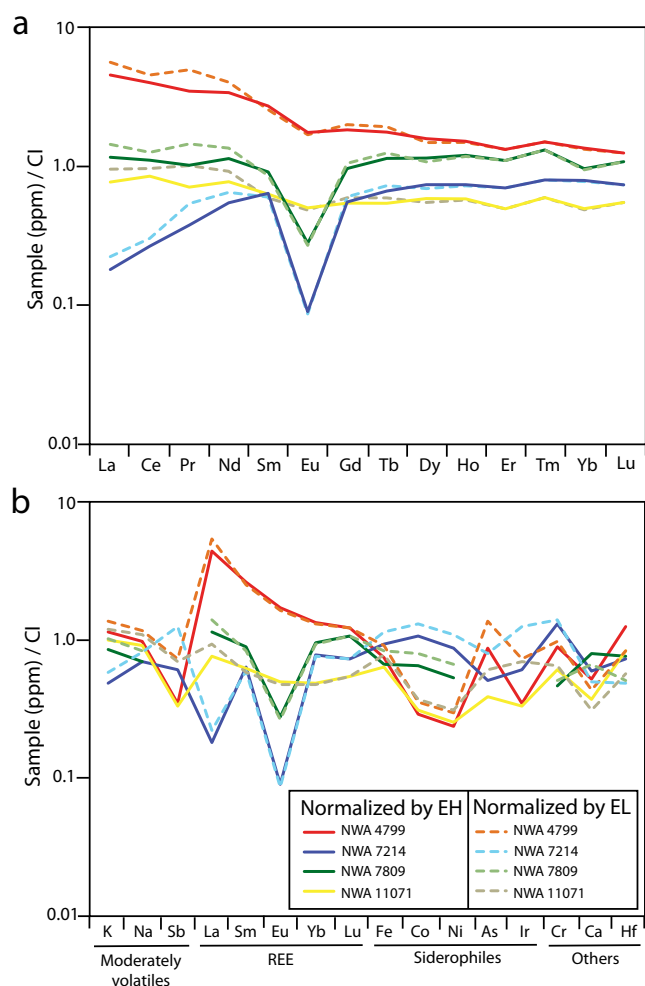 a
10
1.0
0.1
0.01
Sample (ppm) / CI
La Ce Pr Nd Sm Eu Gd Tb Dy Ho Er Tm Yb Lu
b
10
1.0
0.1
0.01
Sample (ppm) / CI
Normalized by EH
NWA 4799
NWA 7214
NWA 7809
NWA 11071
Normalized by EL
NWA 4799
NWA 7214
NWA 7809
NWA 11071
K Na Sb La Sm Eu Yb Lu Fe Co Ni As Ir Cr Ca Hf
Moderately
volatiles
REE
Siderophiles
Others